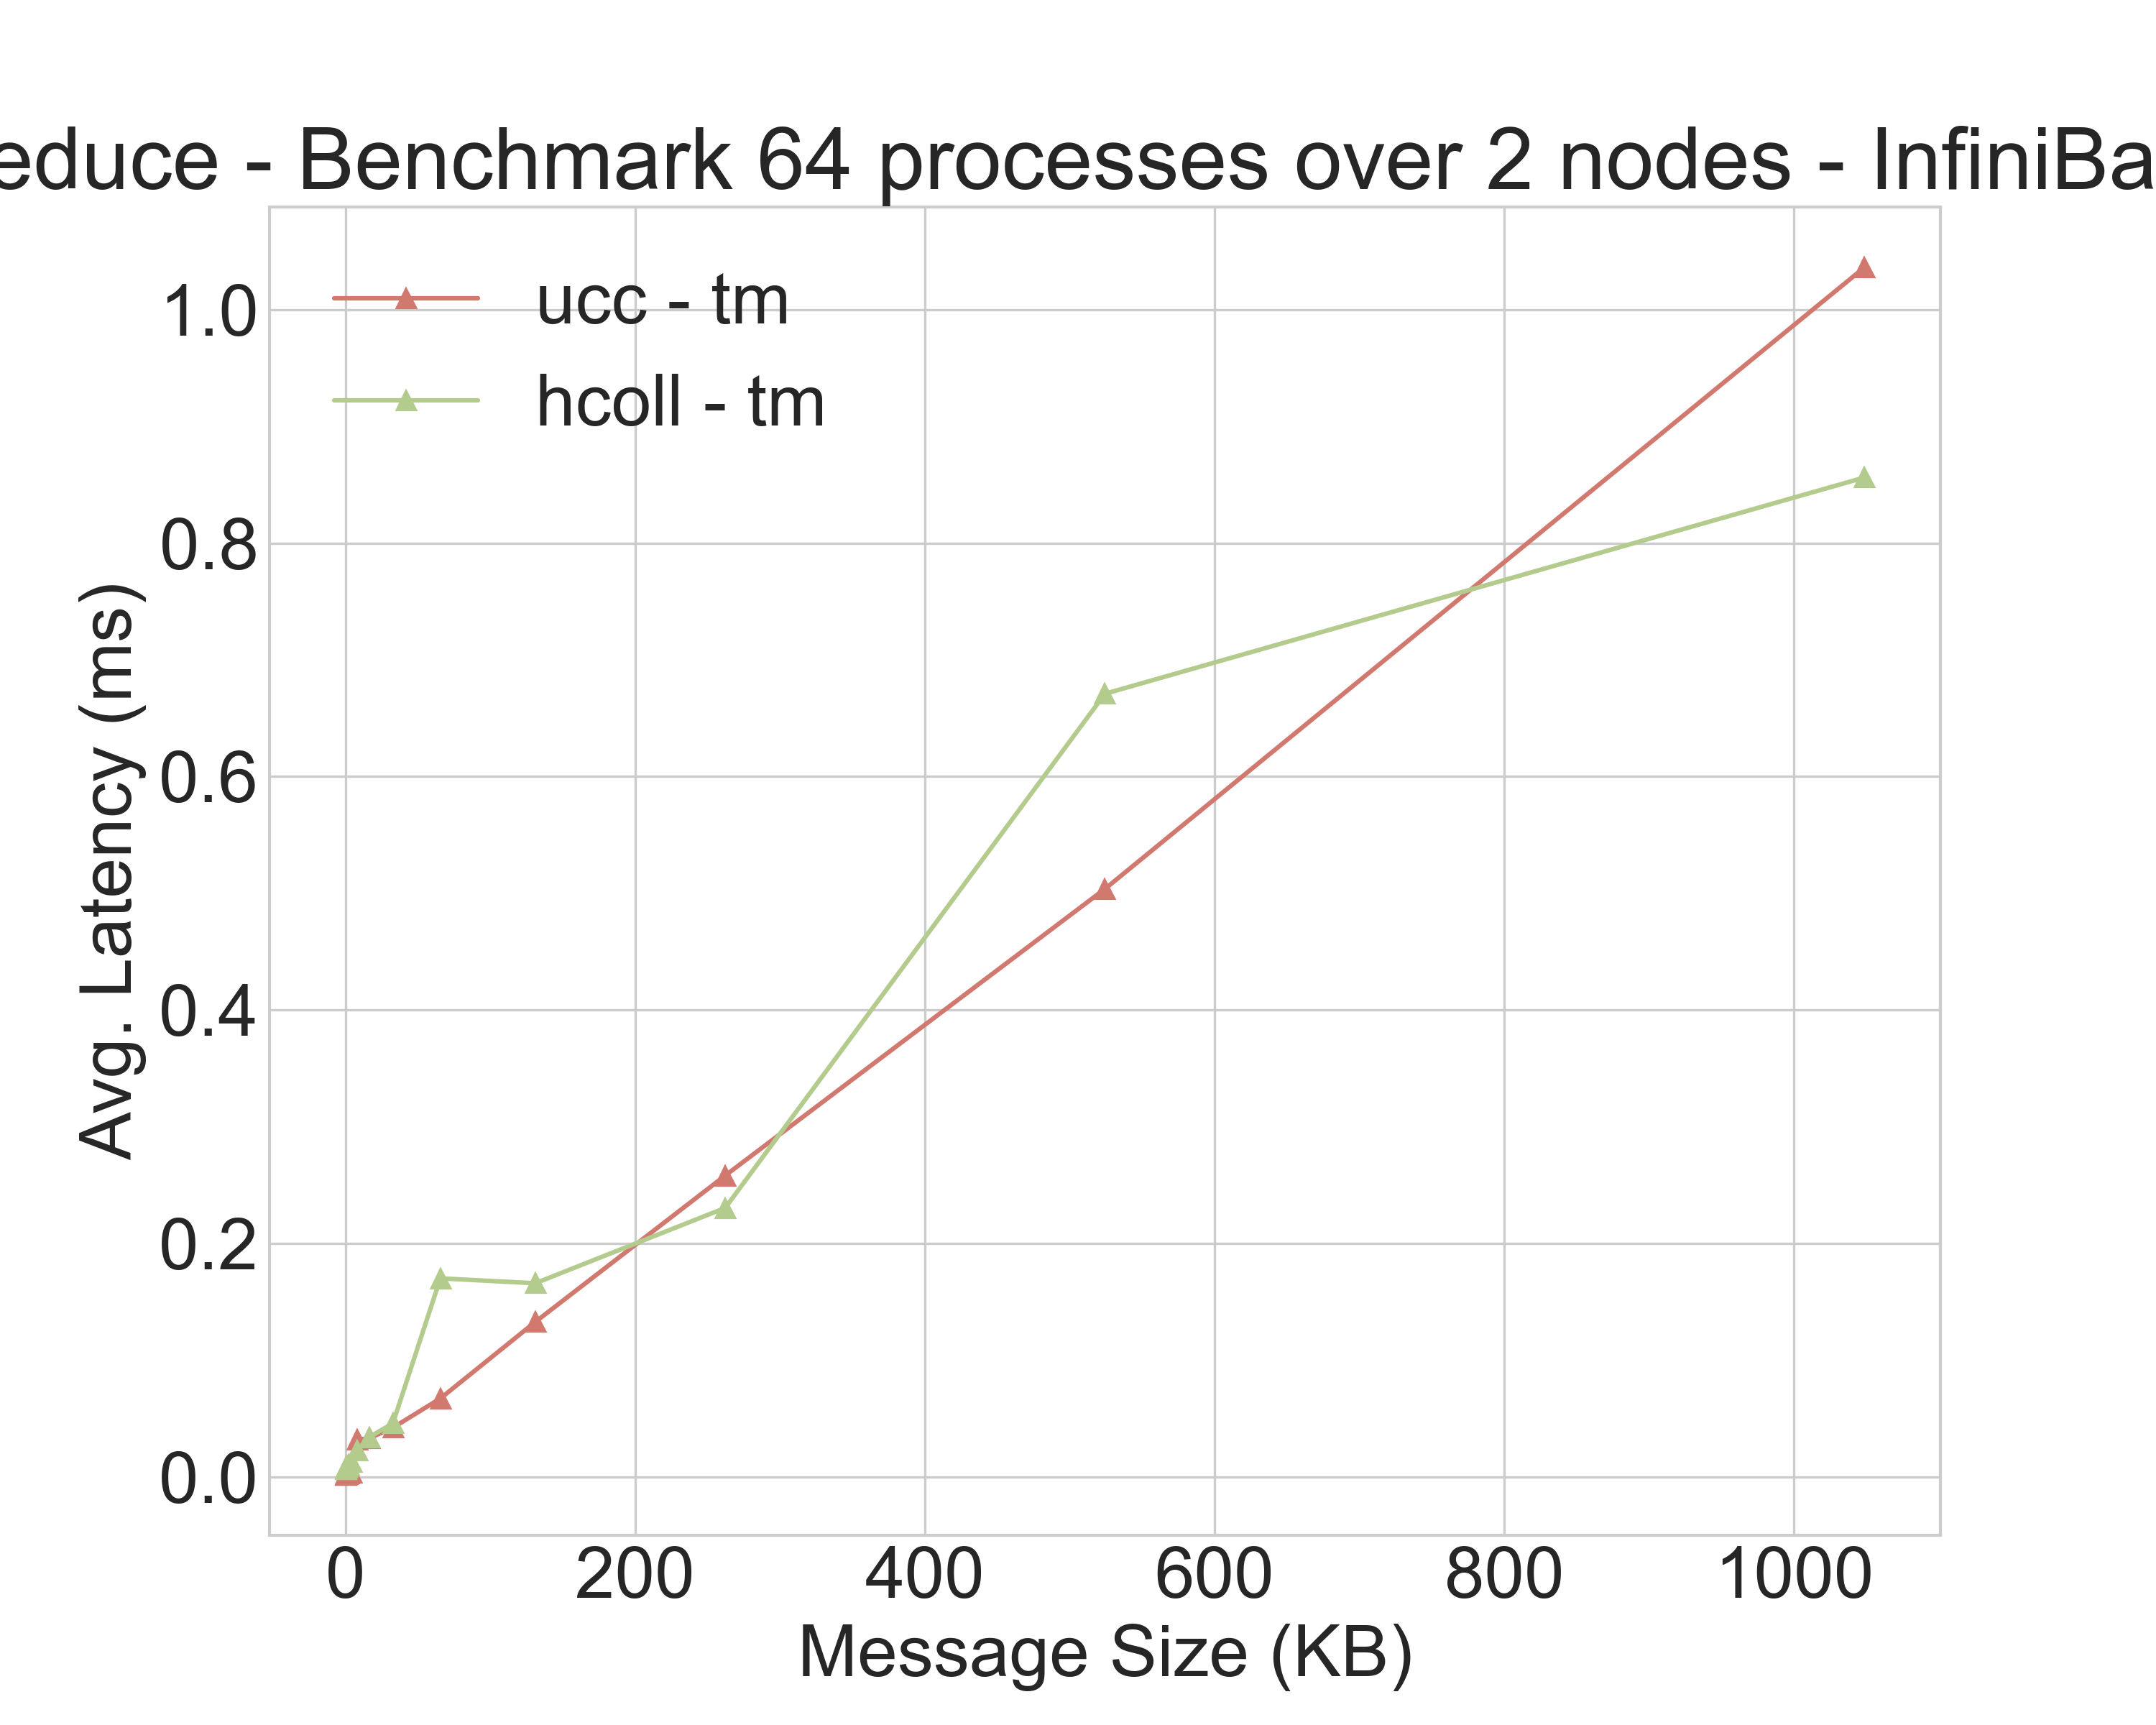 educe - Benchmark 64 processes over 2 nodes - InfiniBa
ucc - tm
hcoll - tm
1.0
0.8
0.6
0.4
0.2
0.0
Avg. Latency (ms)
0 200 400 600 800 1000
Message Size (KB)